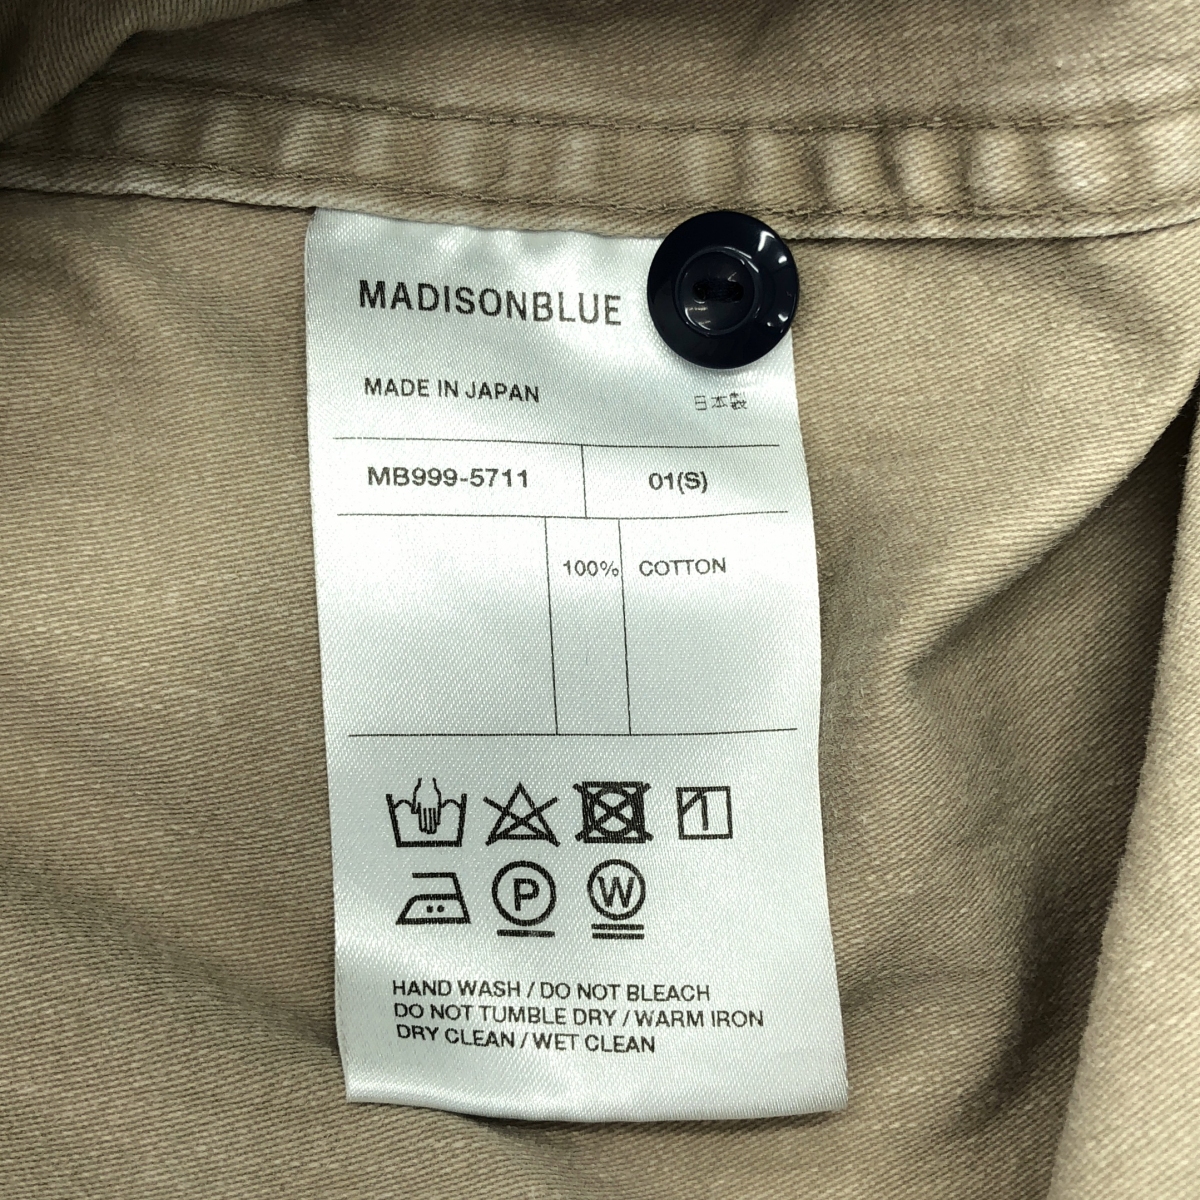 MADISONBLUE
MADE IN JAPAN 日本製
MB999-5711 01(S)
100% COTTON
P W
HAND WASH / DO NOT BLEACH
DO NOT TUMBLE DRY / WARM IRON
DRY CLEAN / WET CLEAN